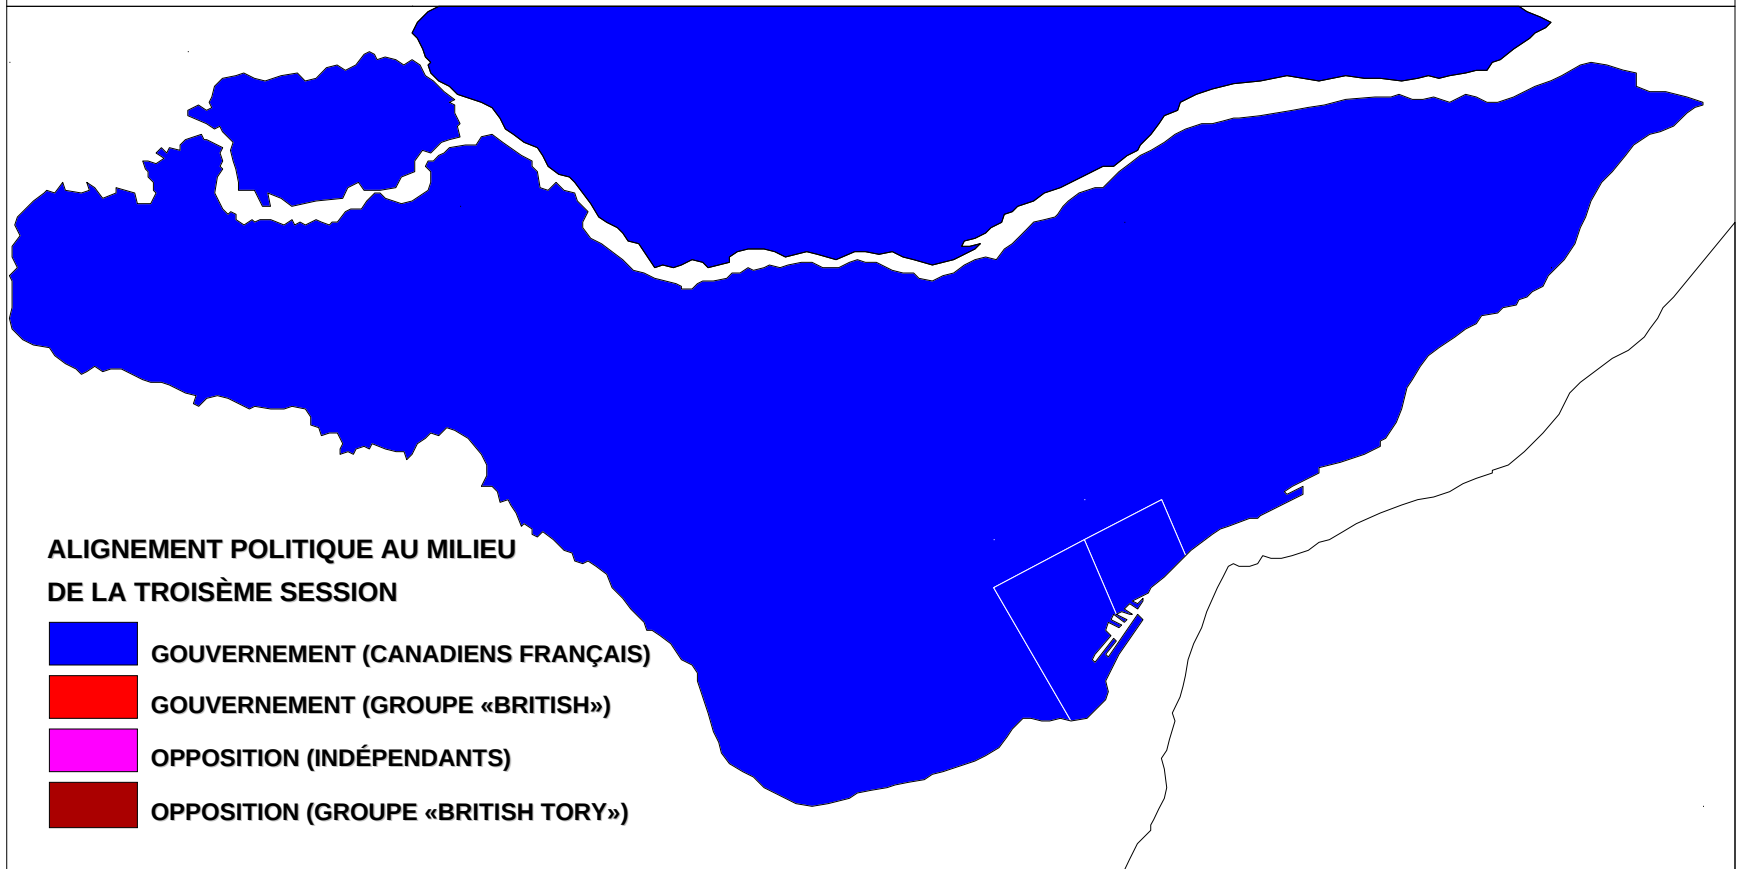 ALIGNEMENT POLITIQUE AU MILIEU
DE LA TROISÈME SESSION
GOUVERNEMENT (CANADIENS FRANÇAIS)
GOUVERNEMENT (GROUPE «BRITISH»)
OPPOSITION (INDÉPENDANTS)
OPPOSITION (GROUPE «BRITISH TORY»)